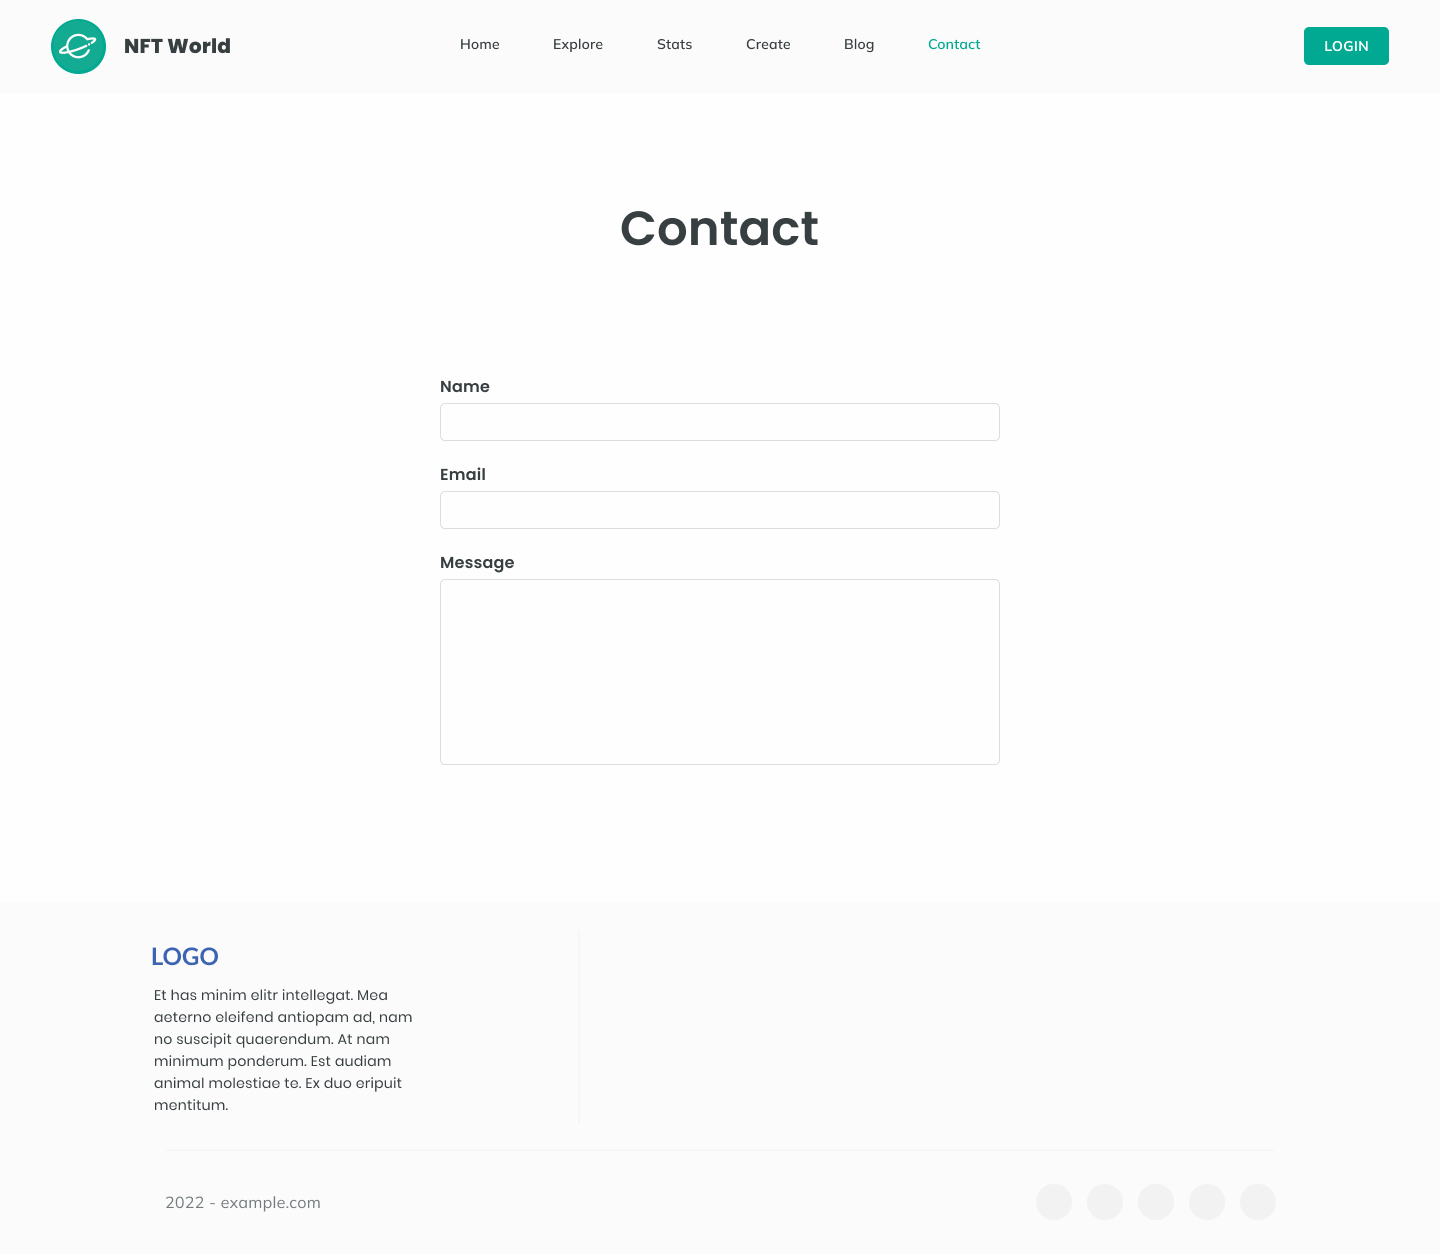 NFT World
Home
Explore
Stats
Create
Blog
Contact
LOGIN
Contact
Name
Email
Message
LOGO
Et has minim elitr intellegat. Mea
aeterno eleifend antiopam ad, nam
no suscipit quaerendum. At nam
minimum ponderum. Est audiam
animal molestiae te. Ex duo eripuit
mentitum.
2022 - example.com